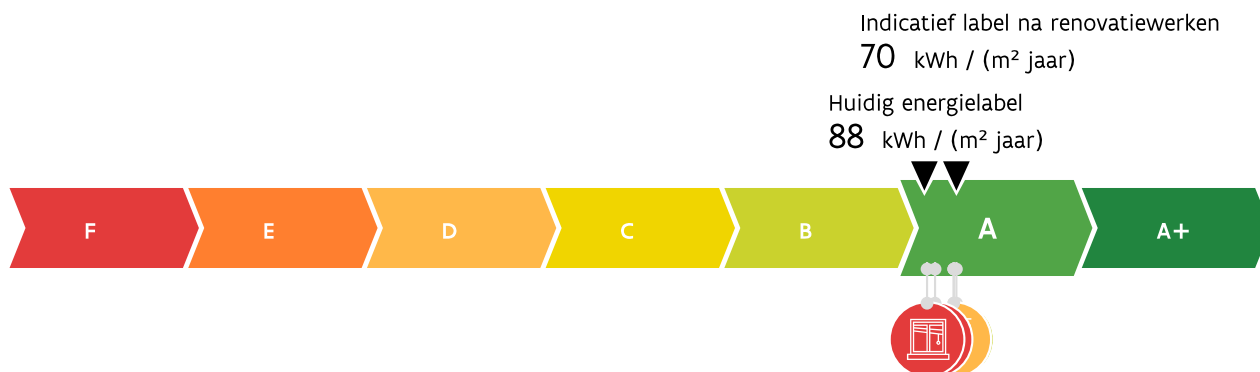 Indicatief label na renovatiewerken
70 kWh / (m² jaar)
Huidig energielabel
88 kWh / (m² jaar)
F E D C B A A+